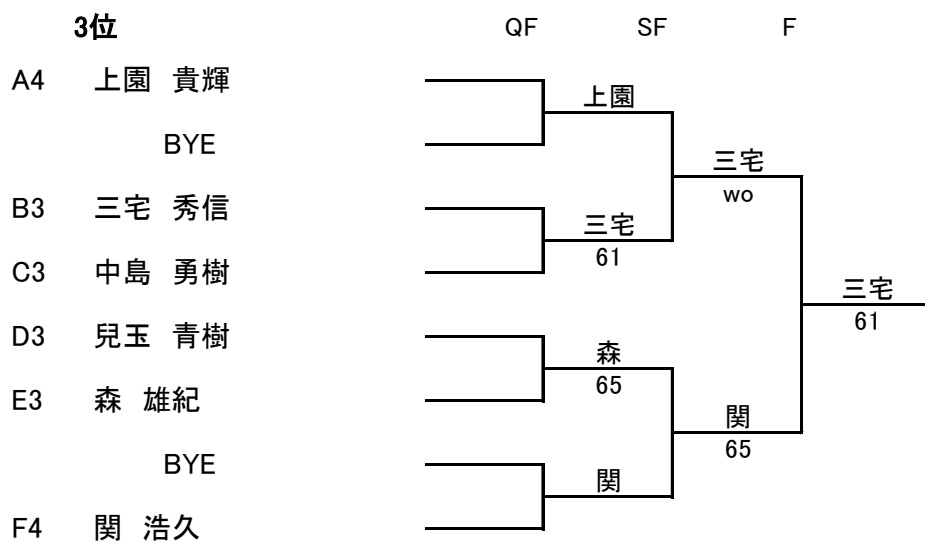 3位 QF SF F
A4 上園 貴輝
上園
BYE
三宅
wo
B3 三宅 秀信
三宅
61
C3 中島 勇樹
三宅
61
D3 兒玉 青樹
森
65
E3 森 雄紀
関
65
BYE
関
F4 関 浩久